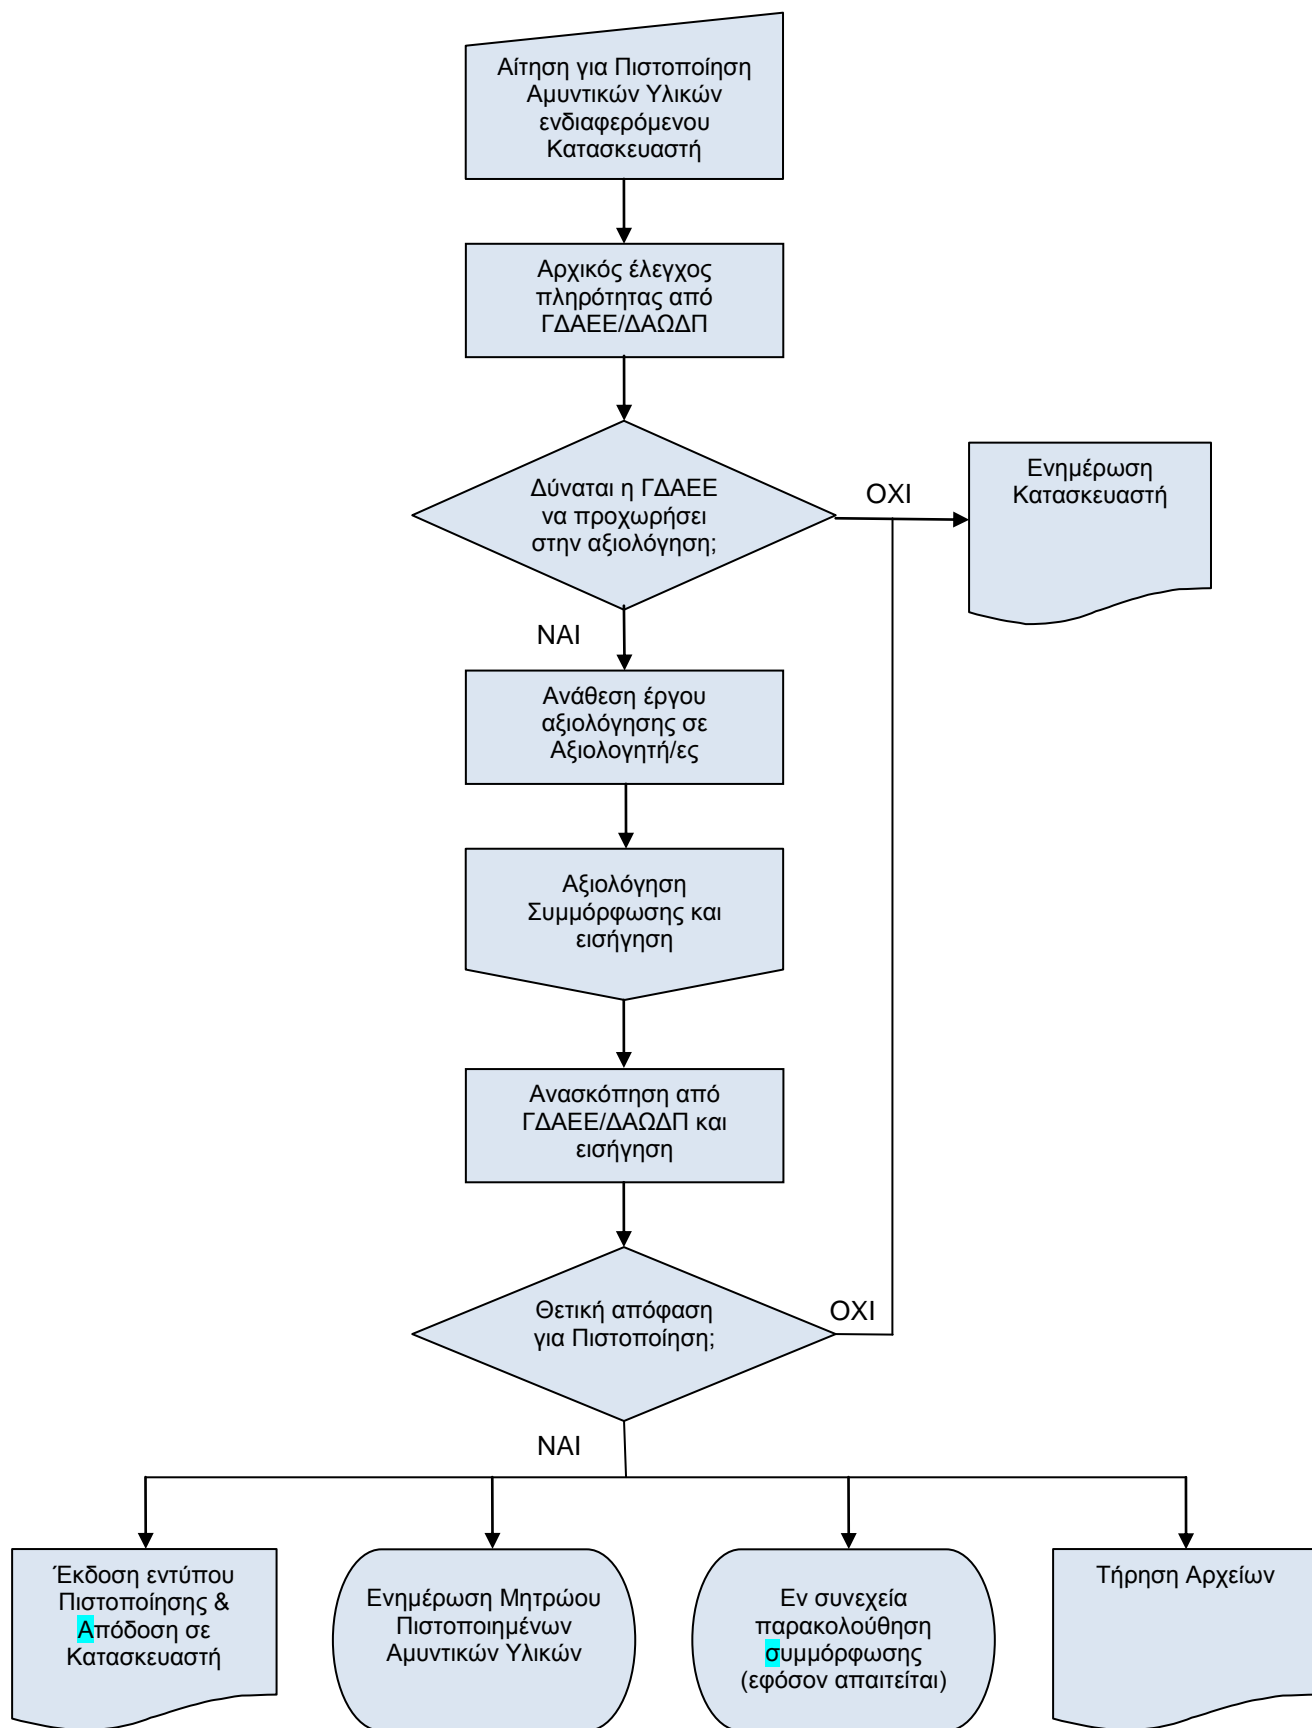 Αίτηση για Πιστοποίηση
Αμυντικών Υλικών
ενδιαφερόμενου
Κατασκευαστή
Αρχικός έλεγχος
πληρότητας από
ΓΔΑΕΕ/ΔΑΩΔΠ
Δύναται η ΓΔΑΕΕ
να προχωρήσει
στην αξιολόγηση;
ΟΧΙ
Ενημέρωση
Κατασκευαστή
ΝΑΙ
Ανάθεση έργου
αξιολόγησης σε
Αξιολογητή/ες
Αξιολόγηση
Συμμόρφωσης και
εισήγηση
Ανασκόπηση από
ΓΔΑΕΕ/ΔΑΩΔΠ και
εισήγηση
Θετική απόφαση
για Πιστοποίηση;
ΟΧΙ
ΝΑΙ
Έκδοση εντύπου
Πιστοποίησης &
Απόδοση σε
Κατασκευαστή
Ενημέρωση Μητρώου
Πιστοποιημένων
Αμυντικών Υλικών
Εν συνεχεία
παρακολούθηση
συμμόρφωσης
(εφόσον απαιτείται)
Τήρηση Αρχείων